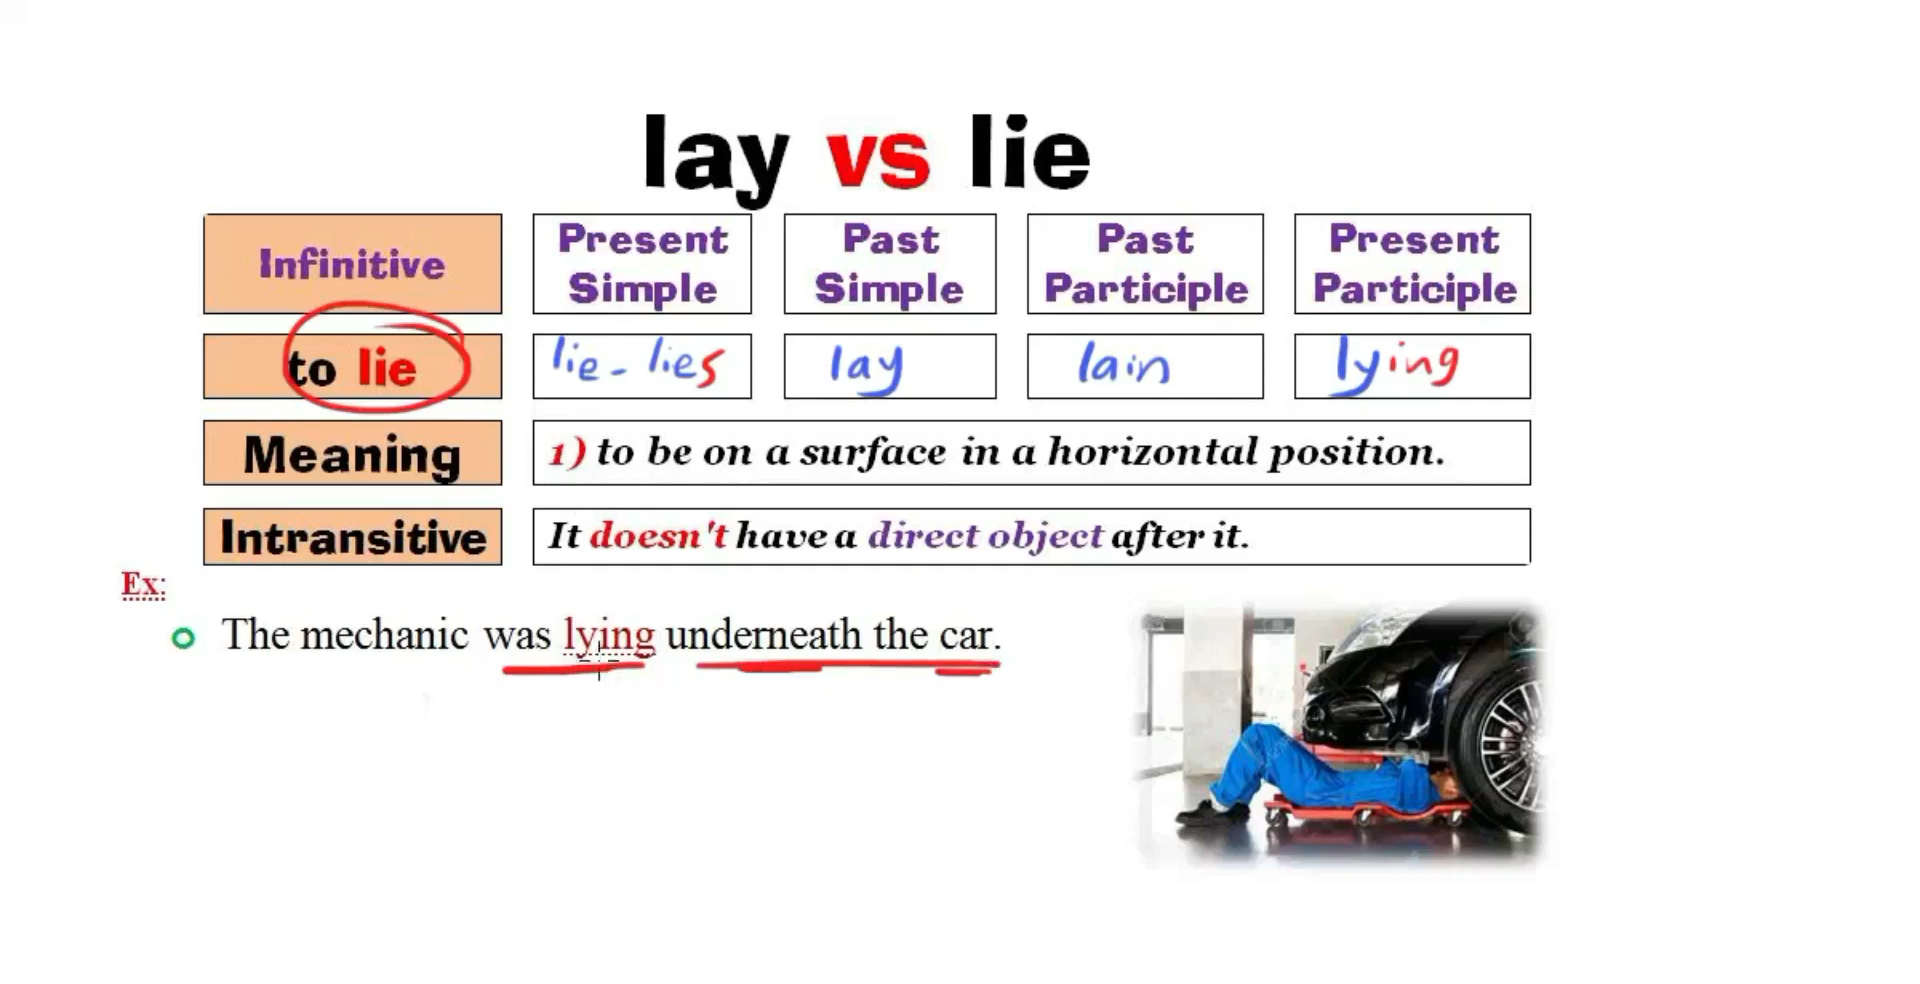 lay vs lie
Infinitive
Present Simple
Past Simple
Past Participle
Present Participle
to lie
lie - lies
lay
lain
lying
Meaning
1) to be on a surface in a horizontal position.
Intransitive
It doesn't have a direct object after it.
Ex:
The mechanic was lying underneath the car.